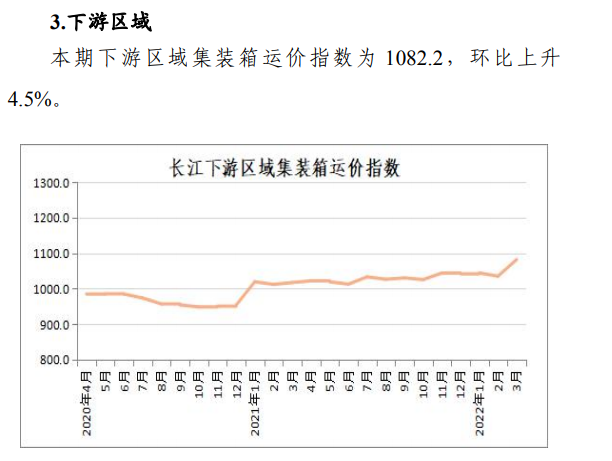 3.下游区域
本期下游区域集装箱运价指数为 1082.2，环比上升
4.5%。
长江下游区域集装箱运价指数
1300.0
1200.0
1100.0
1000.0
900.0
800.0
2020年4月
5月
6月
7月
8月
9月
10月
11月
12月
2021年1月
2月
3月
4月
5月
6月
7月
8月
9月
10月
11月
12月
2022年1月
2月
3月